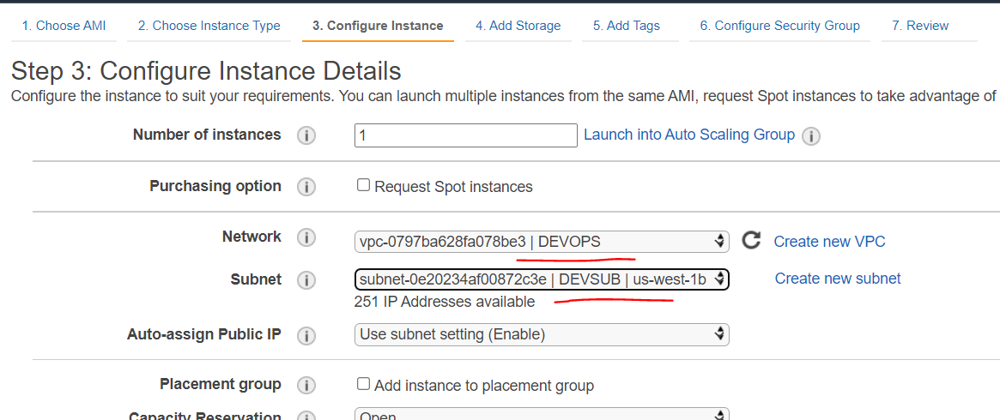 1. Choose AMI 2. Choose Instance Type 3. Configure Instance 4. Add Storage 5. Add Tags 6. Configure Security Group 7. Review
Step 3: Configure Instance Details
Configure the instance to suit your requirements. You can launch multiple instances from the same AMI, request Spot instances to take advantage of
Number of instances i 1 Launch into Auto Scaling Group i
Purchasing option i Request Spot instances
Network i vpc-0797ba628fa078be3 | DEVOPS Create new VPC
Subnet i subnet-0e20234af00872c3e | DEVSUB | us-west-1b Create new subnet
251 IP Addresses available
Auto-assign Public IP i Use subnet setting (Enable)
Placement group i Add instance to placement group
Capacity Reservation i Open